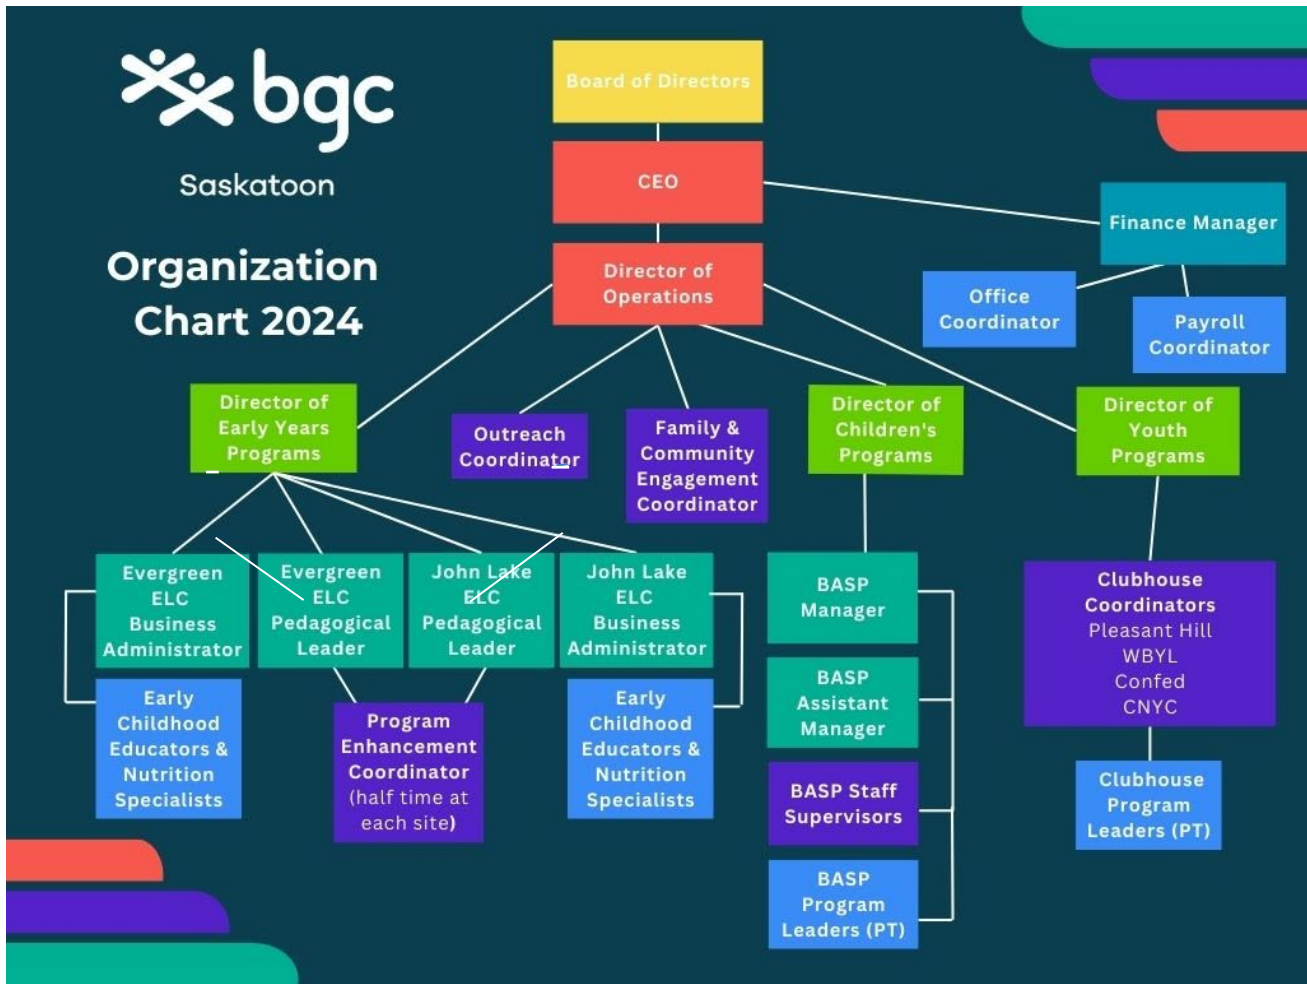 bgc
Saskatoon
Organization
Chart 2024
Board of Directors
CEO
Director of
Operations
Finance Manager
Office
Coordinator
Payroll
Coordinator
Director of
Early Years
Programs
Outreach
Coordinator
Family &
Community
Engagement
Coordinator
Director of
Children's
Programs
Director of
Youth
Programs
Evergreen
ELC
Business
Administrator
Evergreen
ELC
Pedagogical
Leader
John Lake
ELC
Pedagogical
Leader
John Lake
ELC
Business
Administrator
BASP
Manager
Clubhouse
Coordinators
Pleasant Hill
WBYL
Confed
CNYC
Early
Childhood
Educators &
Nutrition
Specialists
Program
Enhancement
Coordinator
(half time at
each site)
Early
Childhood
Educators &
Nutrition
Specialists
BASP
Assistant
Manager
BASP Staff
Supervisors
BASP
Program
Leaders (PT)
Clubhouse
Program
Leaders (PT)